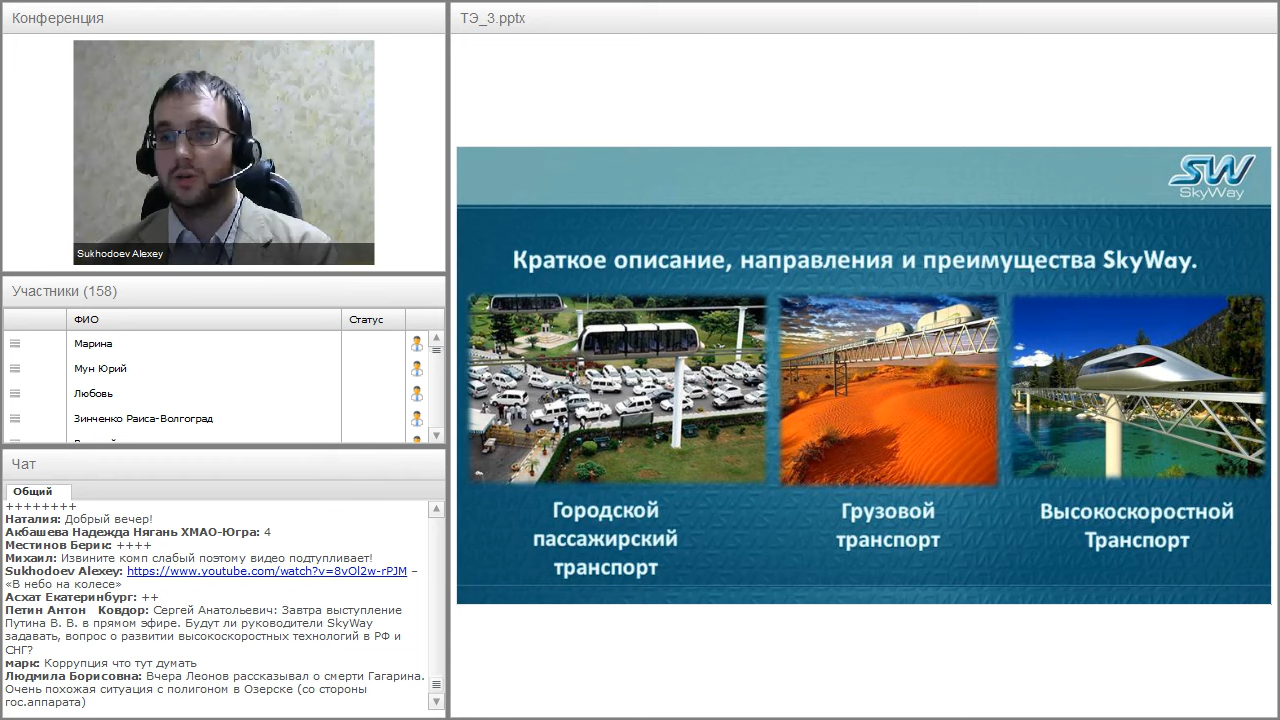 Конференция
Sukhodoev Alexey
Участники (158)
ФИО
Статус
Марина
Мун Юрий
Любовь
Зинченко Раиса-Волгоград
Чат
Общий
++++++++
Наталия: Добрый вечер!
Акбашева Надежда Нягань ХМАО-Югра: 4
Местинов Берик: ++++
Михаил: Извините комп слабый поэтому видео подтупливает!
Sukhodoev Alexey: https://www.youtube.com/watch?v=8vOl2w-rPJM –
«В небо на колесе»
Асхат Екатеринбург: ++
Петин Антон Ковдор: Сергей Анатольевич: Завтра выступление
Путина В. В. в прямом эфире. Будут ли руководители SkyWay
задавать, вопрос о развитии высокоскоростных технологий в РФ и
СНГ?
марк: Коррупция что тут думать
Людмила Борисовна: Вчера Леонов рассказывал о смерти Гагарина.
Очень похожая ситуация с полигоном в Озерске (со стороны
гос.аппарата)
ТЭ_3.pptx
SW
SkyWay
Краткое описание, направления и преимущества SkyWay.
Городской
пассажирский
транспорт
Грузовой
транспорт
Высокоскоростной
Транспорт